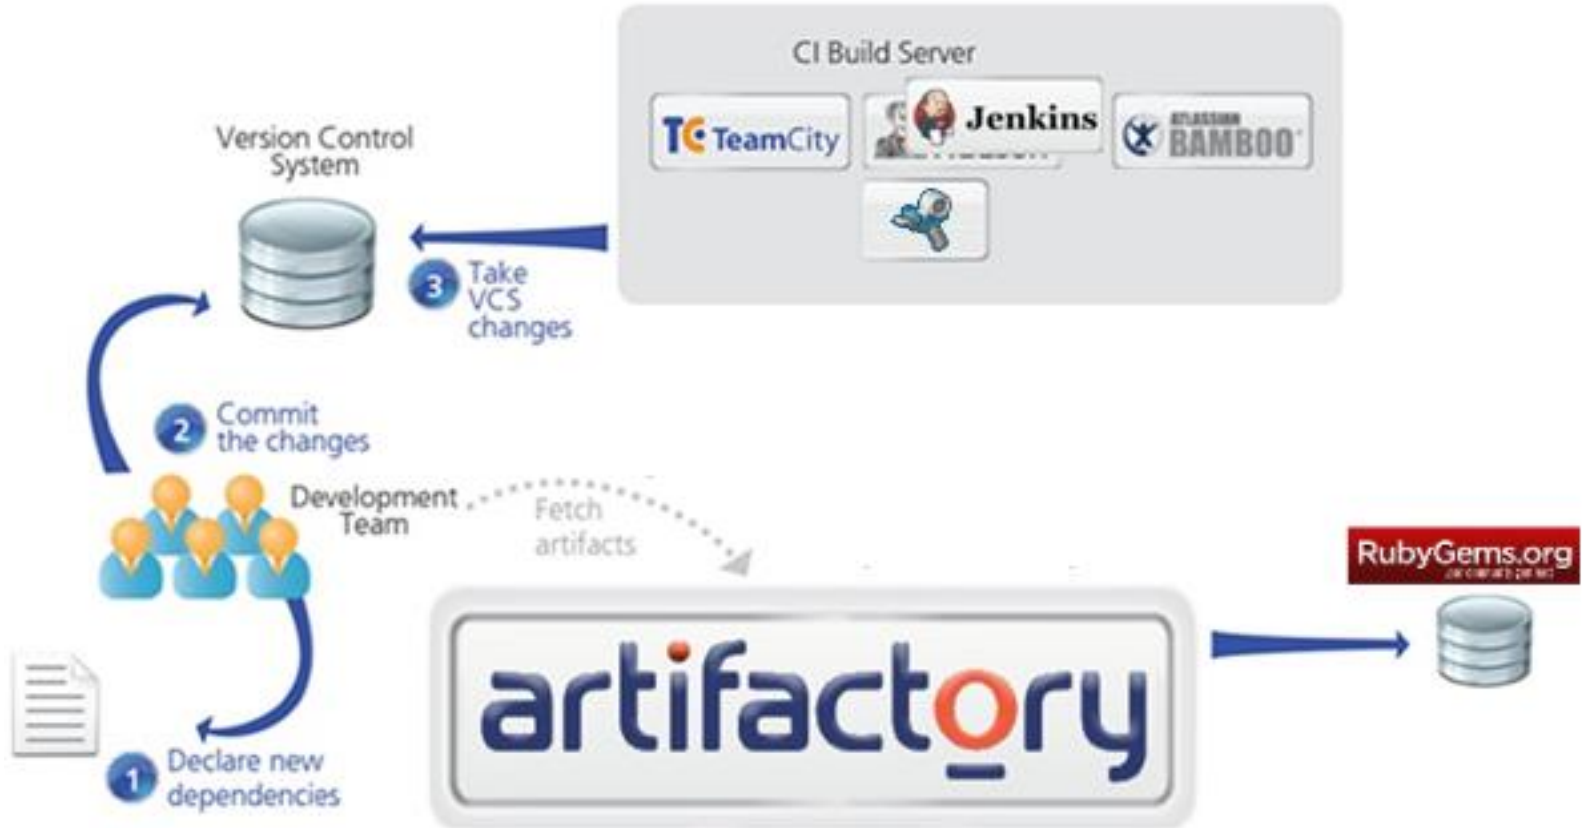 CI Build Server
TeamCity
Jenkins
ATLASSIAN
BAMBOO
Version Control
System
3
Take
VCS
changes
2
Commit
the changes
Development
Team
Fetch
artifacts
RubyGems.org
artifactory
1
Declare new
dependencies